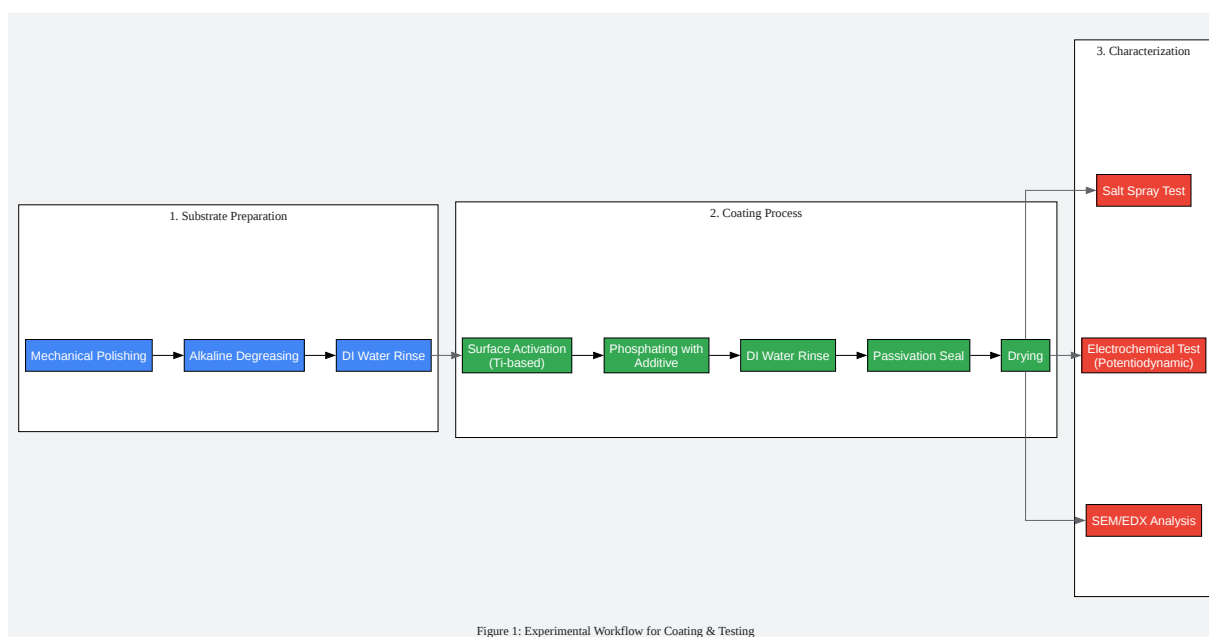 1. Substrate Preparation
Mechanical Polishing
Alkaline Degreasing
DI Water Rinse
2. Coating Process
Surface Activation
(Ti-based)
Phosphating with
Additive
DI Water Rinse
Passivation Seal
Drying
3. Characterization
Salt Spray Test
Electrochemical Test
(Potentiodynamic)
SEM/EDX Analysis
Figure 1: Experimental Workflow for Coating & Testing